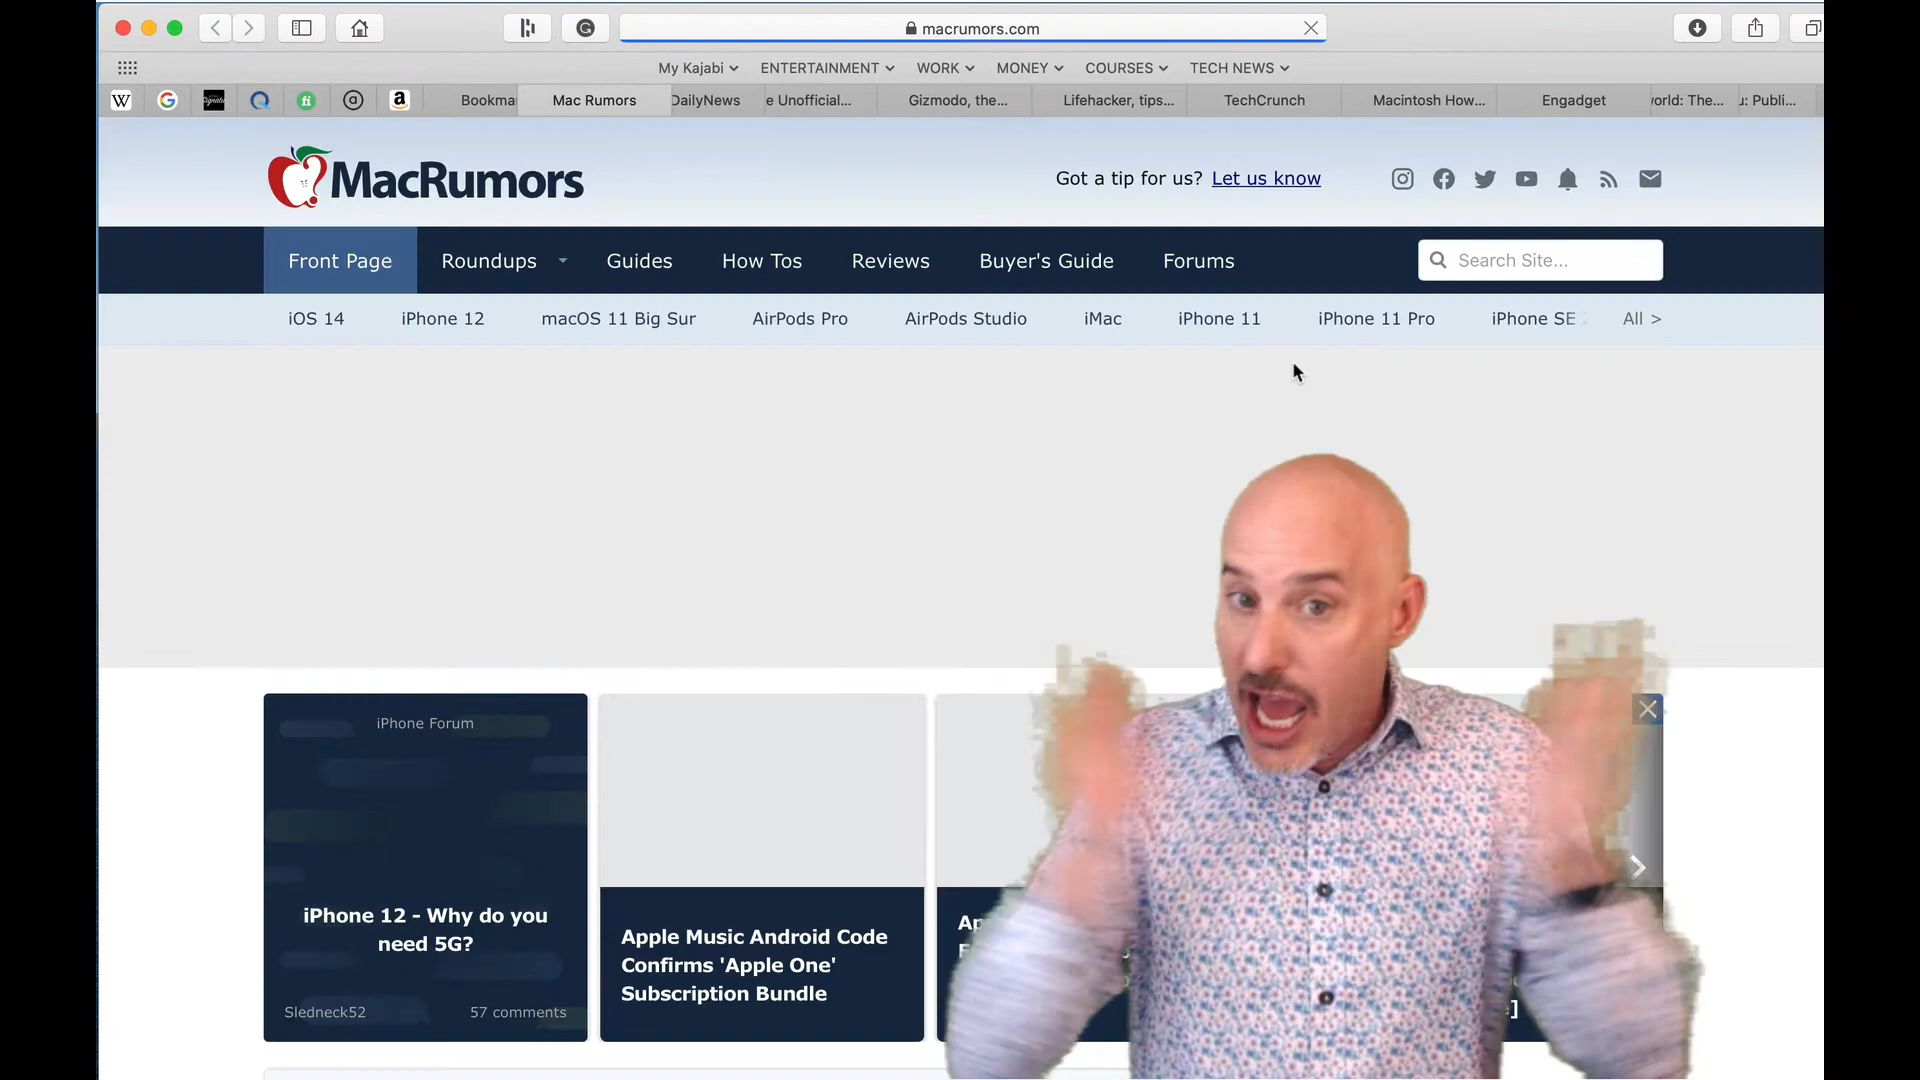 macrumors.com
My Kajabi ENTERTAINMENT WORK MONEY COURSES TECH NEWS
W G a Bookma Mac Rumors DailyNews e Unofficial... Gizmodo, the... Lifehacker, tips... TechCrunch Macintosh How... Engadget orld: The... : Publi...
MacRumors
Got a tip for us? Let us know
Front Page Roundups Guides How Tos Reviews Buyer's Guide Forums Search Site...
iOS 14 iPhone 12 macOS 11 Big Sur AirPods Pro AirPods Studio iMac iPhone 11 iPhone 11 Pro iPhone SE All >
iPhone Forum
iPhone 12 - Why do you
need 5G?
Sledneck52 57 comments
Apple Music Android Code
Confirms 'Apple One'
Subscription Bundle